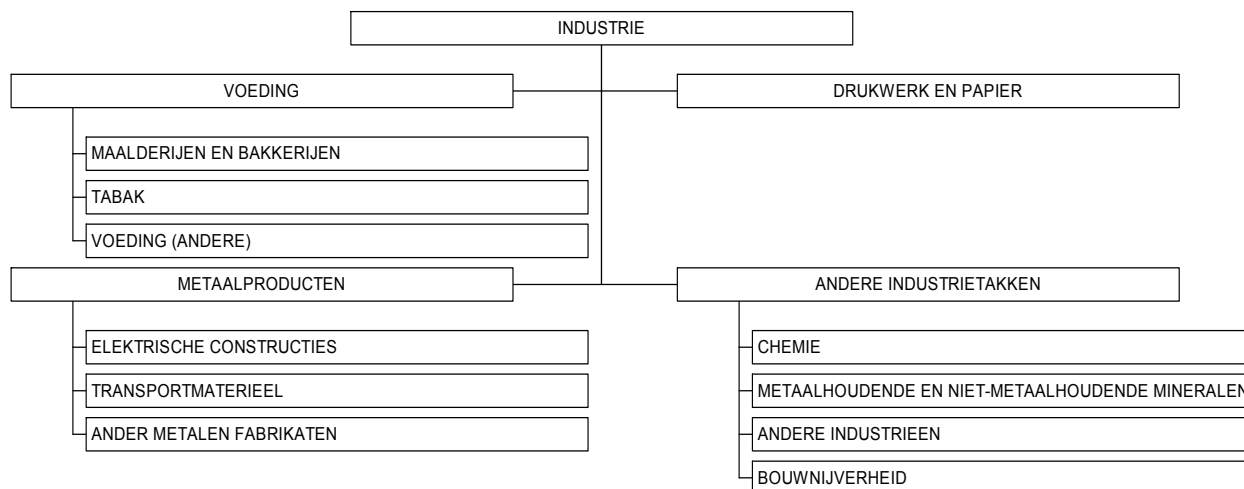 INDUSTRIE
VOEDING
DRUKWERK EN PAPIER
MAALDERIJEN EN BAKKERIJEN
TABAK
VOEDING (ANDERE)
METAALPRODUCTEN
ANDERE INDUSTRIETAKKEN
ELEKTRISCHE CONSTRUCTIES
TRANSPORTMATERIEEL
ANDER METALEN FABRIKATEN
CHEMIE
METAALHOUDENDE EN NIET-METAALHOUDENDE MINERALEN
ANDERE INDUSTRIEEN
BOUWNIJVERHEID